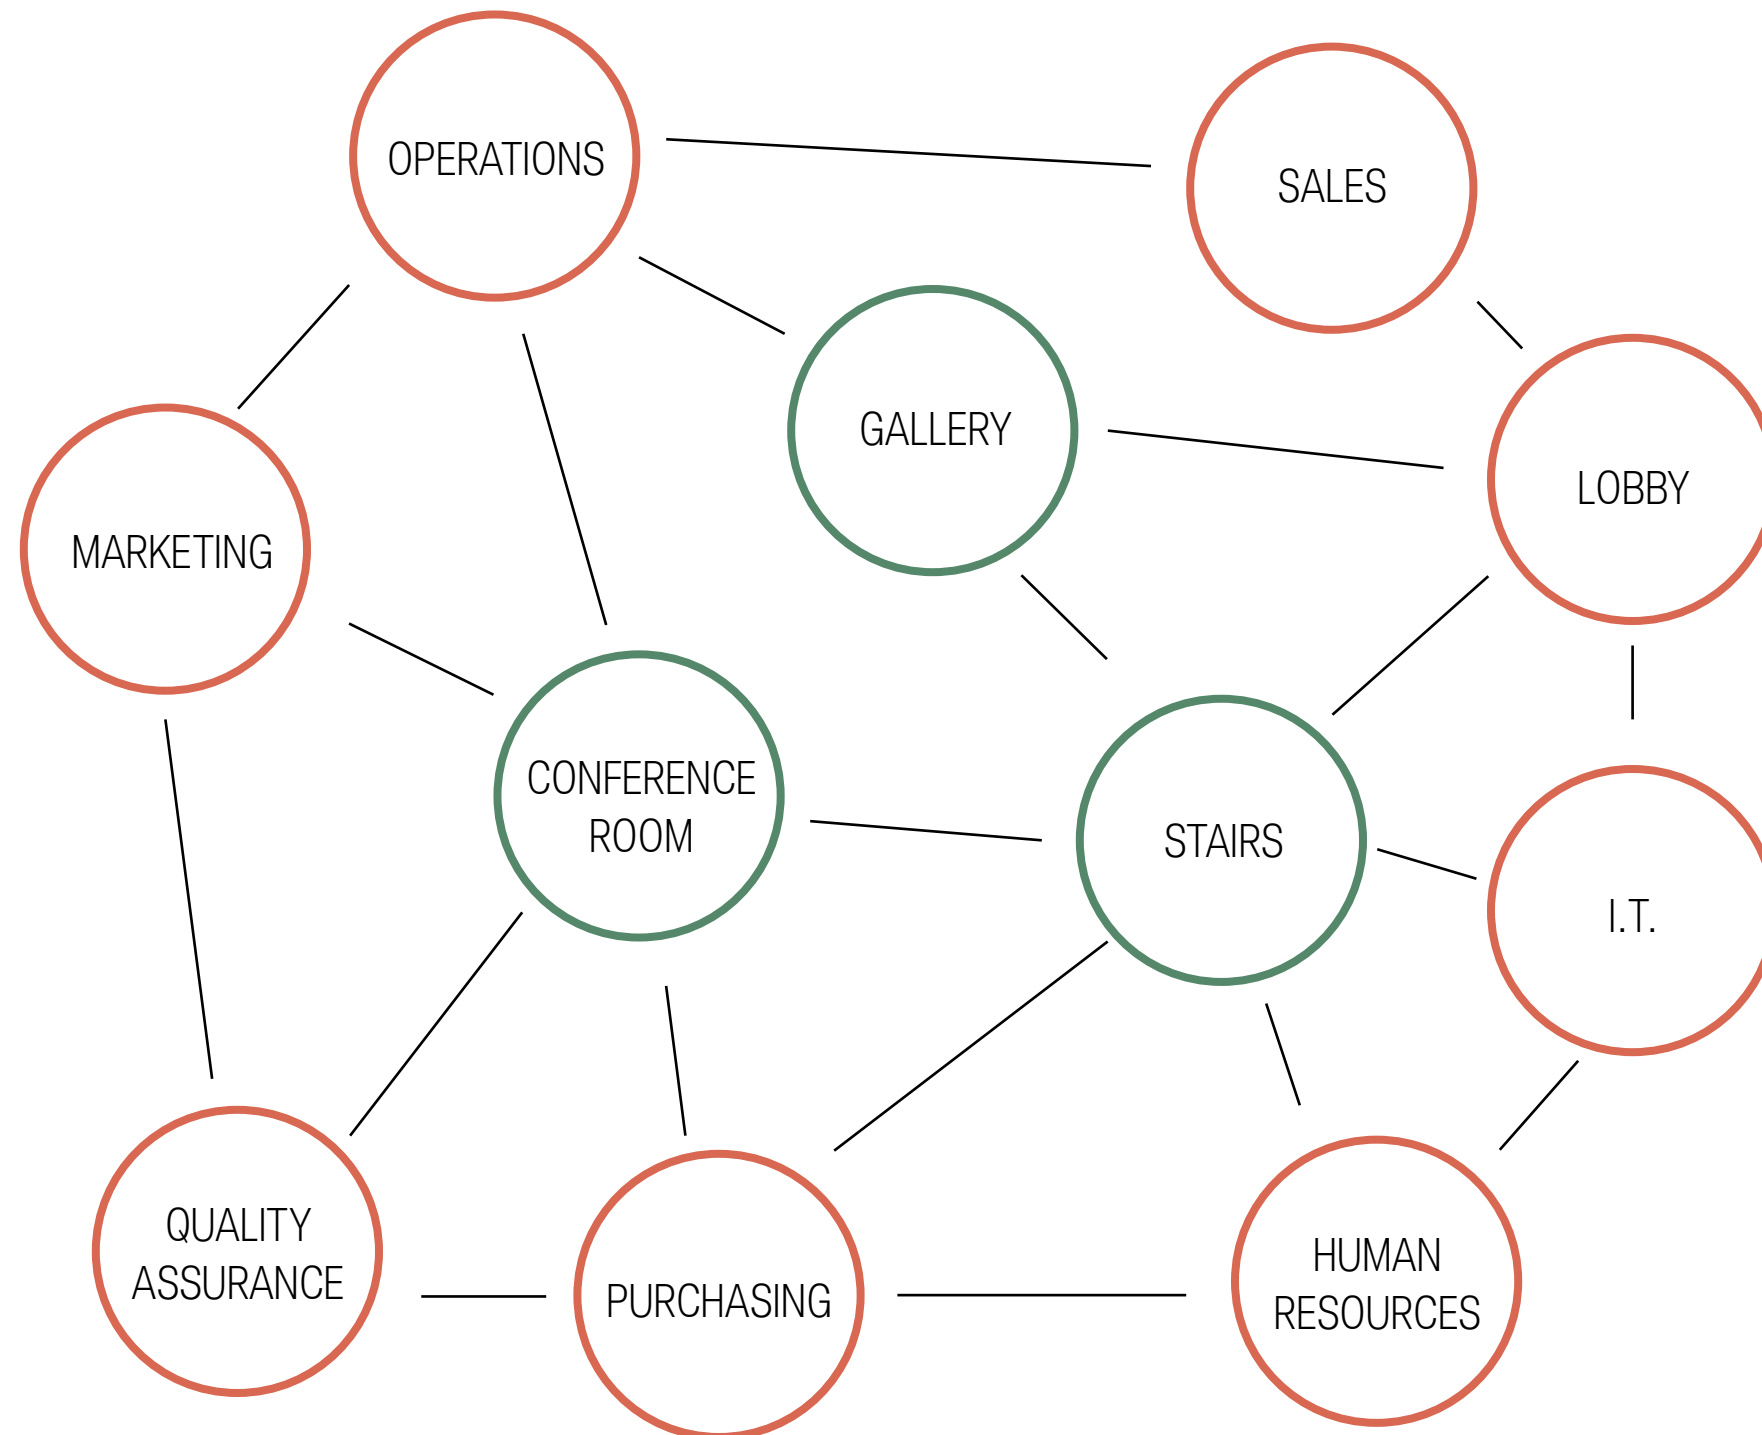 OPERATIONS
SALES
GALLERY
LOBBY
MARKETING
CONFERENCE
ROOM
STAIRS
I.T.
QUALITY
ASSURANCE
PURCHASING
HUMAN
RESOURCES